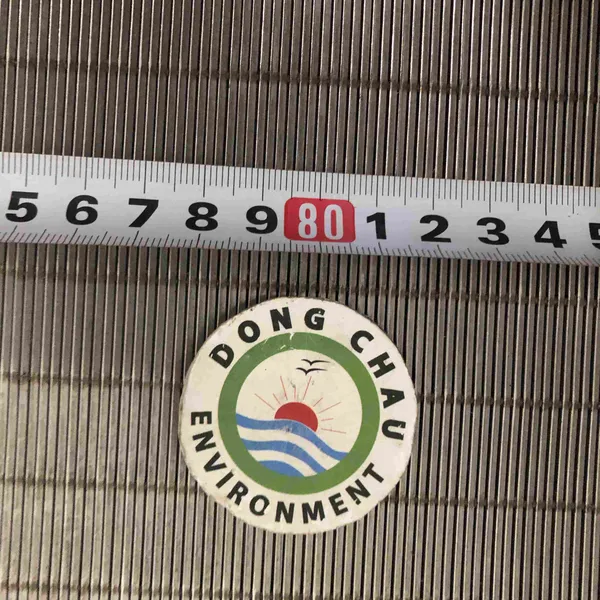 5 6 7 8 9 80 1 2 3 4 5
DONG CHAU
ENVIRONMENT